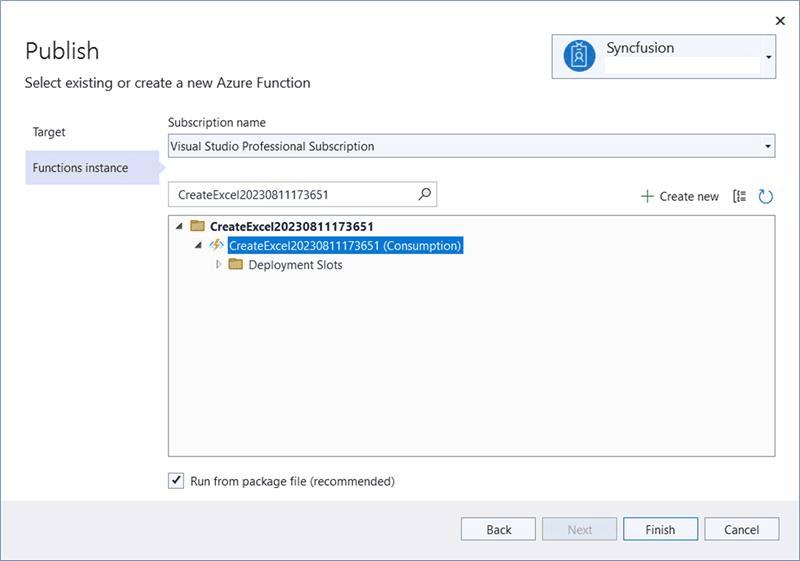 Publish
Syncfusion
Select existing or create a new Azure Function
Target
Functions instance
Subscription name
Visual Studio Professional Subscription
CreateExcel20230811173651
Create new
CreateExcel20230811173651
CreateExcel20230811173651 (Consumption)
Deployment Slots
Run from package file (recommended)
Back
Next
Finish
Cancel